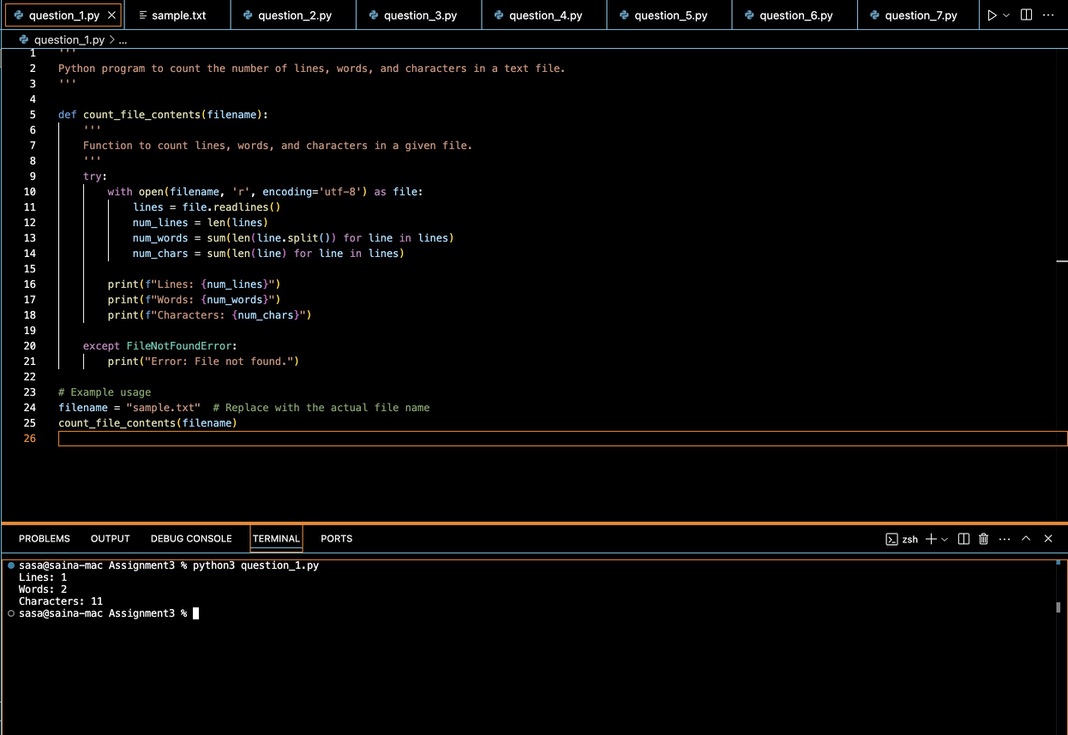 question_1.py
sample.txt
question_2.py
question_3.py
question_4.py
question_5.py
question_6.py
question_7.py
question_1.py > ...
1 '''
2 Python program to count the number of lines, words, and characters in a text file.
3 '''
4
5 def count_file_contents(filename):
6     '''
7     Function to count lines, words, and characters in a given file.
8     '''
9     try:
10         with open(filename, 'r', encoding='utf-8') as file:
11             lines = file.readlines()
12             num_lines = len(lines)
13             num_words = sum(len(line.split()) for line in lines)
14             num_chars = sum(len(line) for line in lines)
15
16         print(f"Lines: {num_lines}")
17         print(f"Words: {num_words}")
18         print(f"Characters: {num_chars}")
19
20     except FileNotFoundError:
21         print("Error: File not found.")
22
23 # Example usage
24 filename = "sample.txt"  # Replace with the actual file name
25 count_file_contents(filename)
26
PROBLEMS OUTPUT DEBUG CONSOLE TERMINAL PORTS
zsh
sasa@saina-mac Assignment3 % python3 question_1.py
Lines: 1
Words: 2
Characters: 11
sasa@saina-mac Assignment3 %